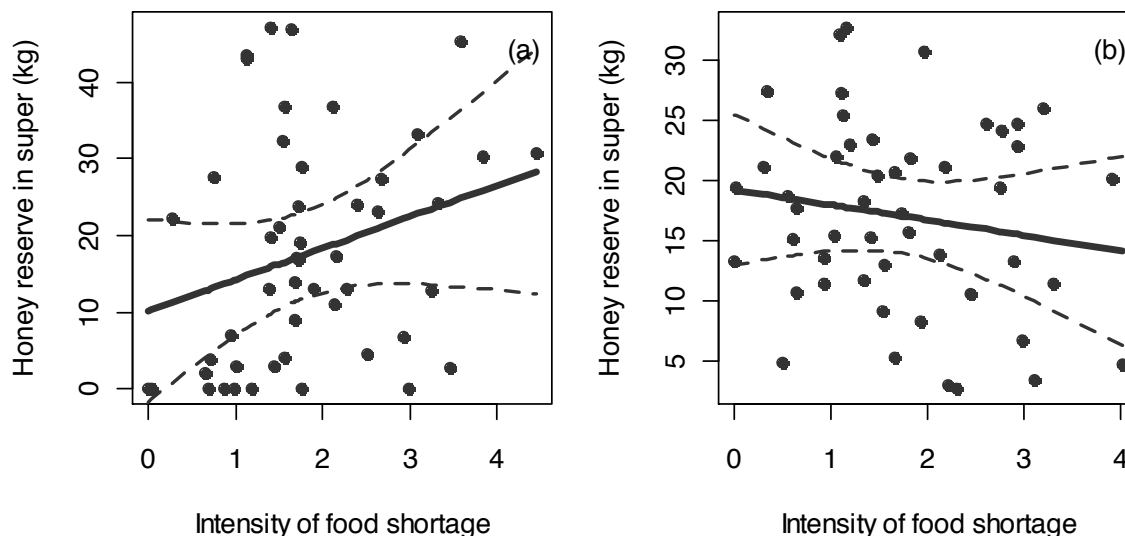 Honey reserve in super (kg)
0 10 20 30 40
(a)
0 1 2 3 4
Intensity of food shortage
Honey reserve in super (kg)
5 10 15 20 25 30
(b)
0 1 2 3 4
Intensity of food shortage